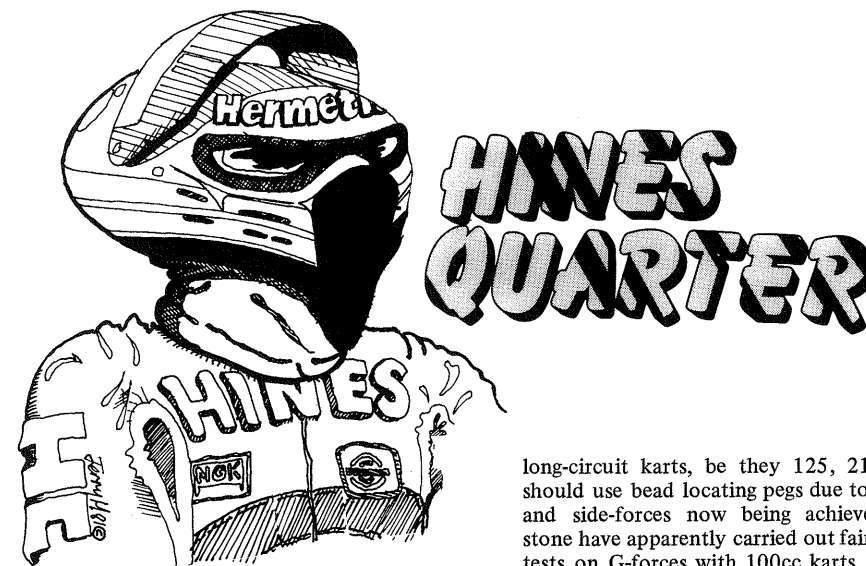 Hermeti
HINES
QUARTER
HINES
NGK
long-circuit karts, be they 125, 21
should use bead locating pegs due to
and side-forces now being achieve
stone have apparently carried out fair
tests on G-forces with 100cc karts